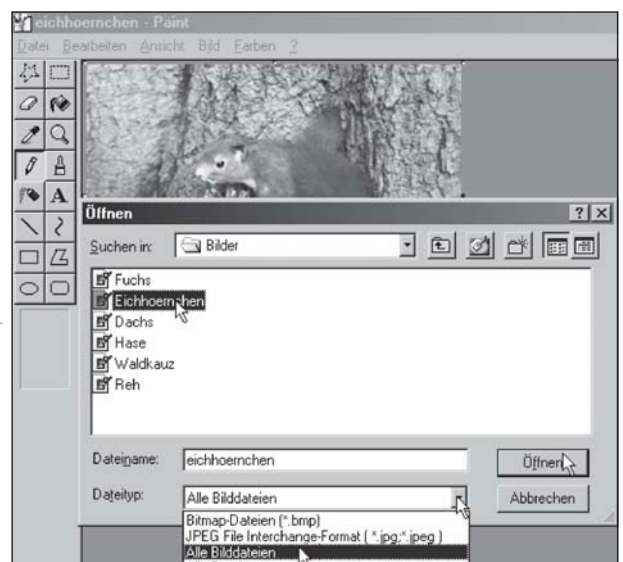 eichhoernchen - Paint
Datei Bearbeiten Ansicht Bild Farben ?
A
Öffnen
Suchen in: Bilder
Fuchs
Eichhoernchen
Dachs
Hase
Waldkauz
Reh
Dateiname: eichhoernchen Öffnen
Dateityp: Alle Bilddateien Abbrechen
Bitmap-Dateien (*.bmp)
JPEG File Interchange-Format ( *.jpg;*.jpeg )
Alle Bilddateien